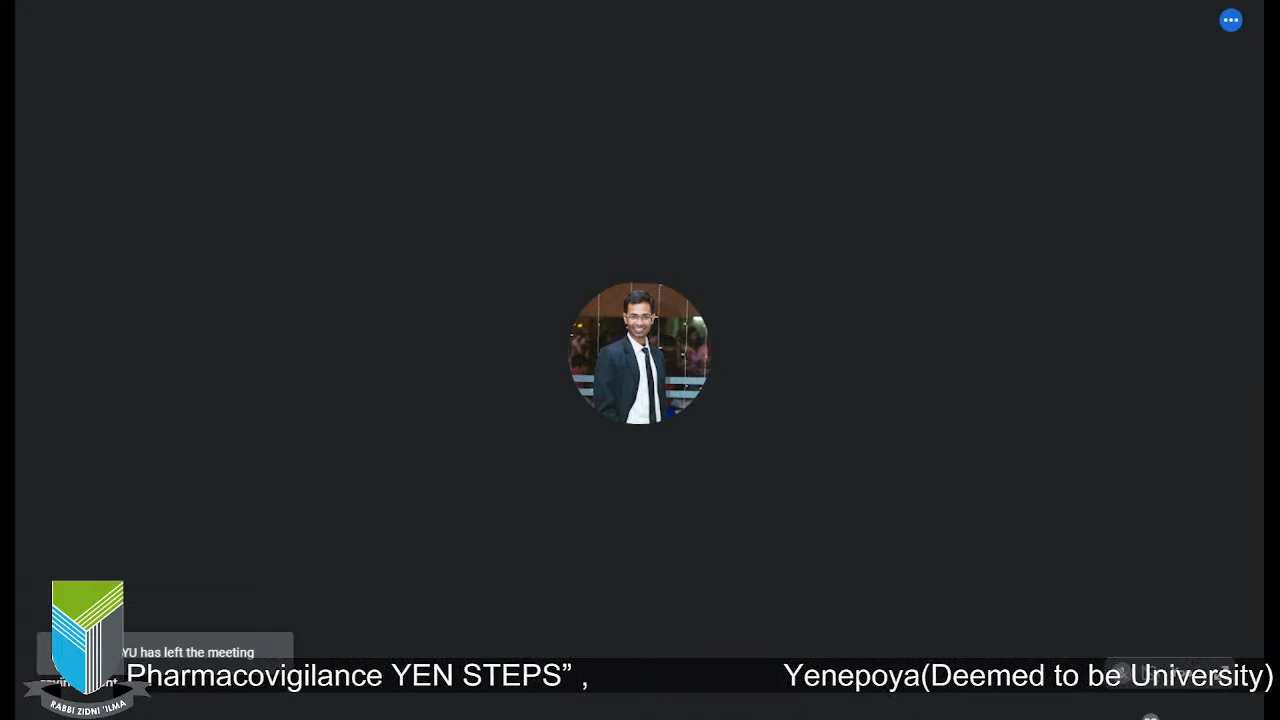 YU has left the meeting
Pharmacovigilance YEN STEPS” , Yenepoya(Deemed to be University)
RABBI ZIDNI 'ILMA